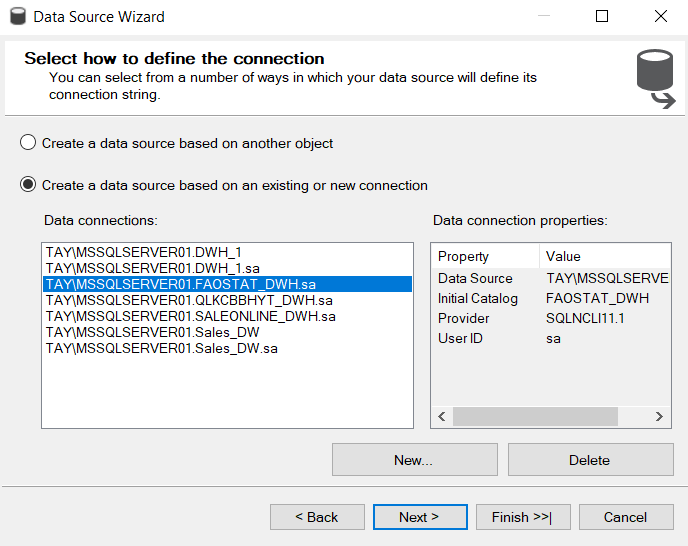 Data Source Wizard
Select how to define the connection
You can select from a number of ways in which your data source will define its
connection string.
Create a data source based on another object
Create a data source based on an existing or new connection
Data connections:
TAY\MSSQLSERVER01.DWH_1
TAY\MSSQLSERVER01.DWH_1.sa
TAY\MSSQLSERVER01.FAOSTAT_DWH.sa
TAY\MSSQLSERVER01.QLKCBBHYT_DWH.sa
TAY\MSSQLSERVER01.SALEONLINE_DWH.sa
TAY\MSSQLSERVER01.Sales_DW
TAY\MSSQLSERVER01.Sales_DW.sa
Data connection properties:
Property Value
Data Source TAY\MSSQLSERVE
Initial Catalog FAOSTAT_DWH
Provider SQLNCLI11.1
User ID sa
New... Delete
< Back Next > Finish >>| Cancel